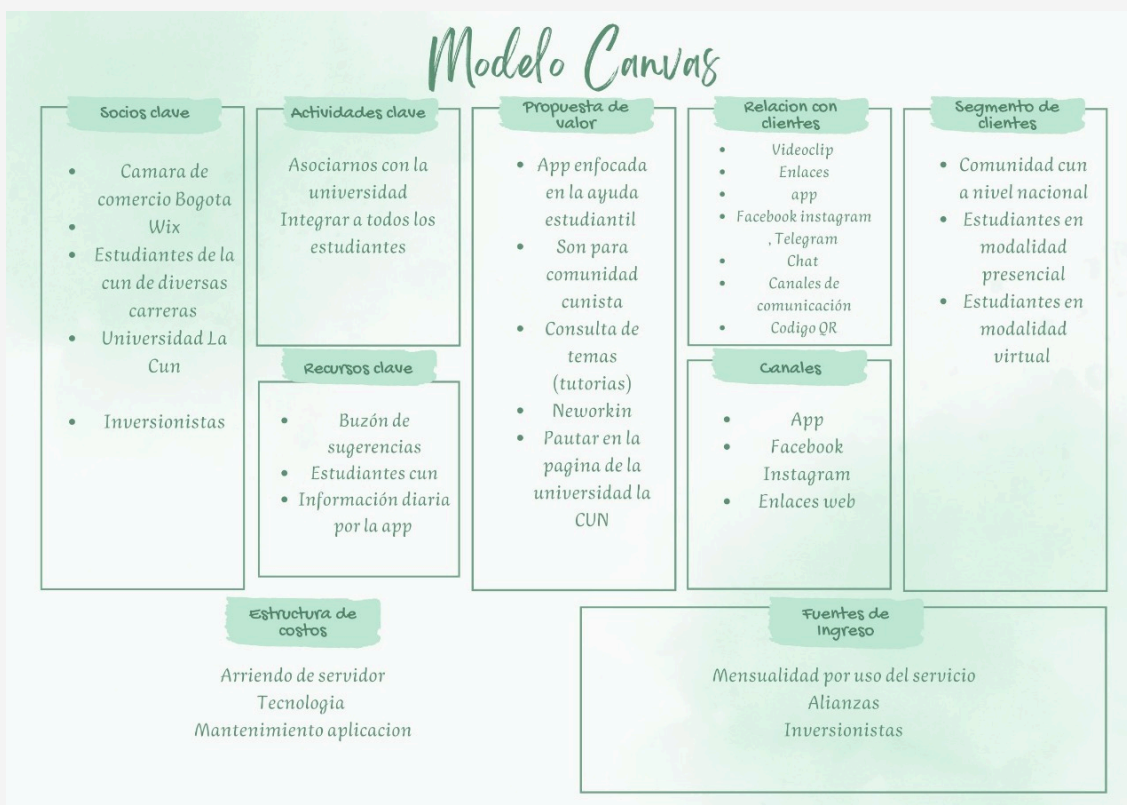 Modelo Canvas
Socios clave
Camara de
comercio Bogota
Wix
Estudiantes de la
cun de diversas
carreras
Universidad La
Cun
Inversionistas
Actividades clave
Asociarnos con la
universidad
Integrar a todos los
estudiantes
Recursos clave
Buzón de
sugerencias
Estudiantes cun
Información diaria
por la app
Propuesta de
valor
App enfocada
en la ayuda
estudiantil
Son para
comunidad
cunista
Consulta de
temas
(tutorias)
Neworkin
Pautar en la
pagina de la
universidad la
CUN
Relacion con
clientes
Videoclip
Enlaces
app
Facebook instagram
, Telegram
Chat
Canales de
comunicación
Codigo QR
Canales
App
Facebook
Instagram
Enlaces web
Segmento de
clientes
Comunidad cun
a nivel nacional
Estudiantes en
modalidad
presencial
Estudiantes en
modalidad
virtual
Estructura de
costos
Arriendo de servidor
Tecnologia
Mantenimiento aplicacion
Fuentes de
Ingreso
Mensualidad por uso del servicio
Alianzas
Inversionistas